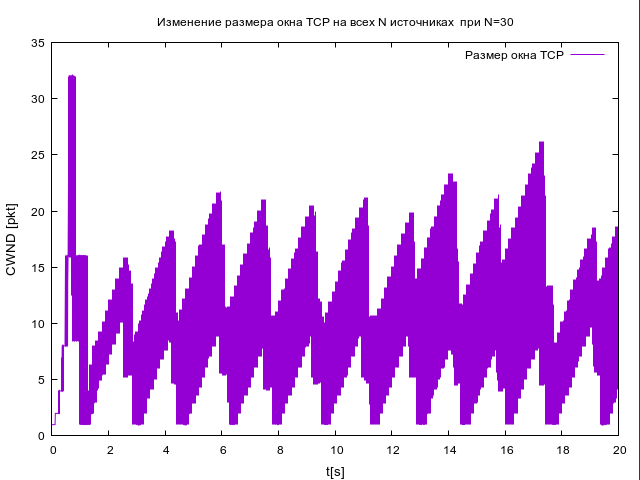 Изменение размера окна TCP на всех N источниках при N=30
Размер окна TCP
35
30
25
20
15
10
5
0
CWND [pkt]
0 2 4 6 8 10 12 14 16 18 20
t[s]